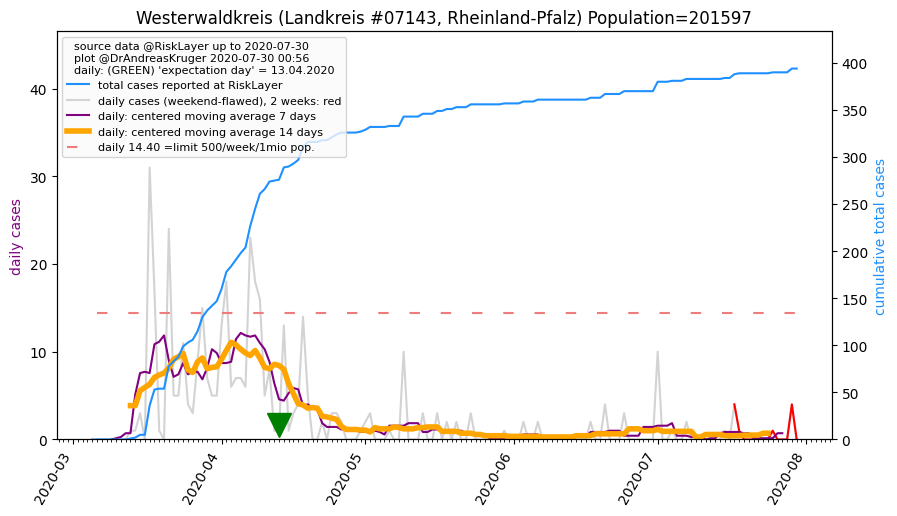 Westerwaldkreis (Landkreis #07143, Rheinland-Pfalz) Population=201597
source data @RiskLayer up to 2020-07-30
plot @DrAndreasKruger 2020-07-30 00:56
daily: (GREEN) 'expectation day' = 13.04.2020
total cases reported at RiskLayer
daily cases (weekend-flawed), 2 weeks: red
daily: centered moving average 7 days
daily: centered moving average 14 days
daily 14.40 =limit 500/week/1mio pop.
daily cases
40
30
20
10
0
cumulative total cases
400
350
300
250
200
150
100
50
0
2020-03
2020-04
2020-05
2020-06
2020-07
2020-08